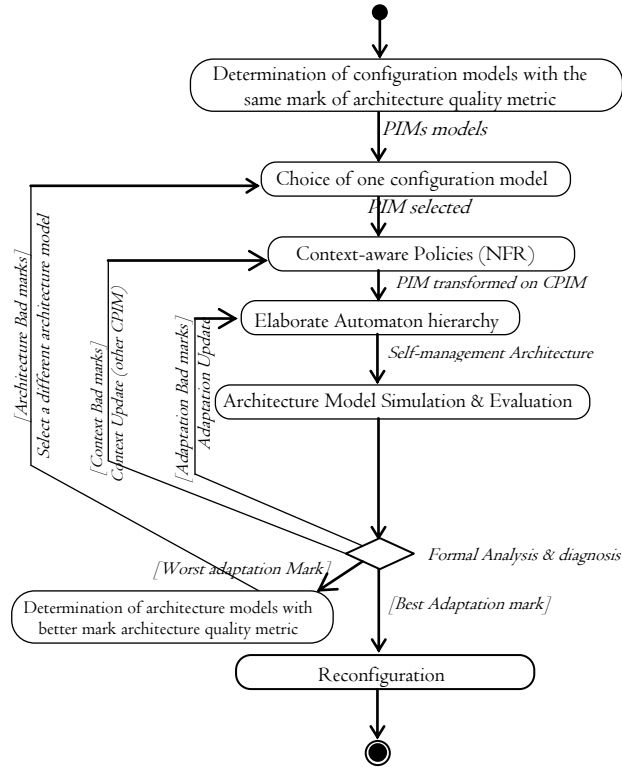 Determination of configuration models with the
same mark of architecture quality metric
PIMs models
Choice of one configuration model
PIM selected
Context-aware Policies (NFR)
PIM transformed on CPIM
Elaborate Automaton hierarchy
Self-management Architecture
Architecture Model Simulation & Evaluation
[Architecture Bad marks]
Select a different architecture model
[Context Bad marks]
Context Update (other CPIM)
[Adaptation Bad marks]
Adaptation Update
Formal Analysis & diagnosis
[Worst adaptation Mark]
[Best Adaptation mark]
Determination of architecture models with
better mark architecture quality metric
Reconfiguration